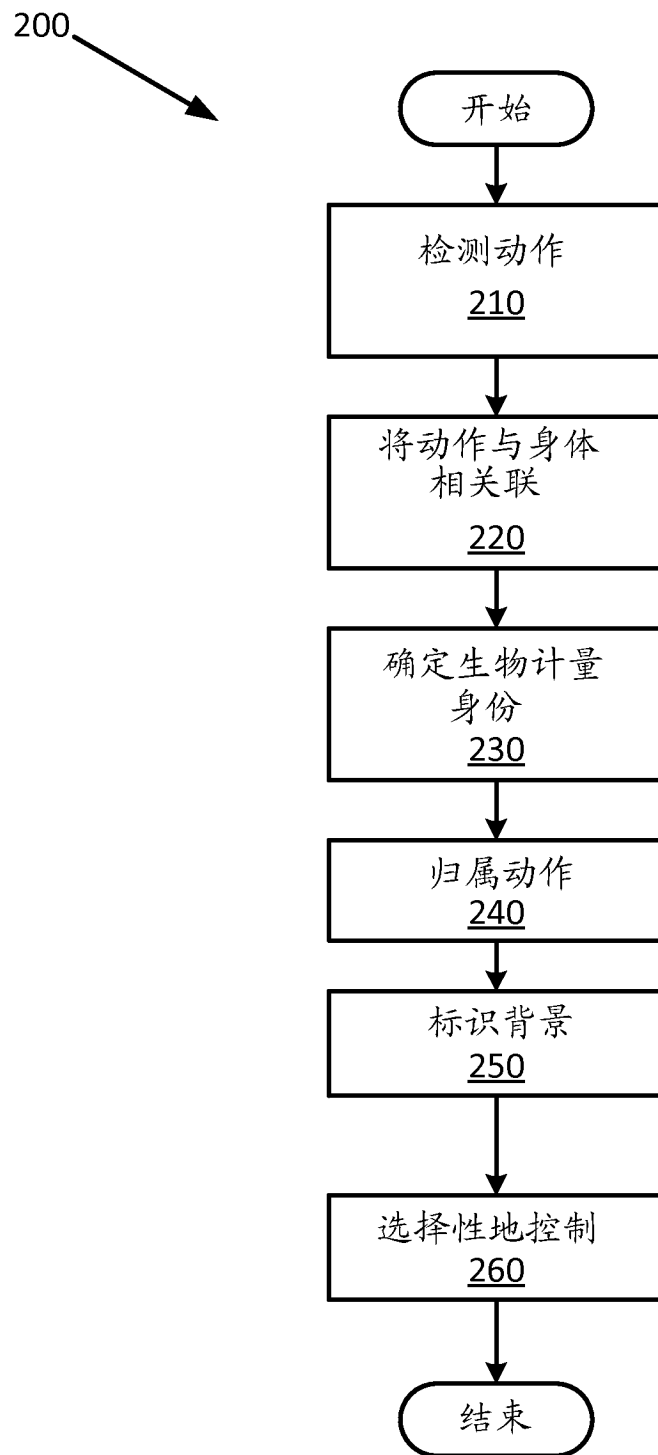 200
开始
检测动作
210
将动作与身体
相关联
220
确定生物计量
身份
230
归属动作
240
标识背景
250
选择性地控制
260
结束